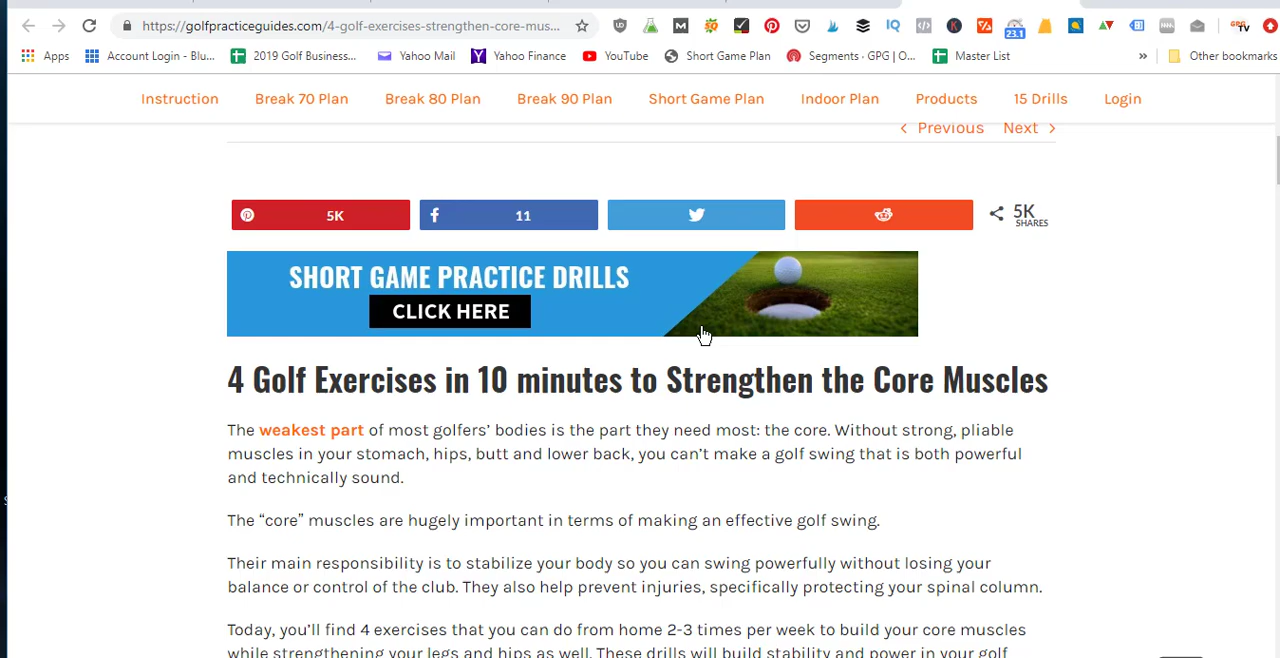 https://golfpracticeguides.com/4-golf-exercises-strengthen-core-mus...
23.1
Apps Account Login - Blu... 2019 Golf Business... Yahoo Mail Yahoo Finance YouTube Short Game Plan Segments · GPG | O... Master List » Other bookmarks
Instruction Break 70 Plan Break 80 Plan Break 90 Plan Short Game Plan Indoor Plan Products 15 Drills Login
Previous Next
5K 11 5K
SHARES
SHORT GAME PRACTICE DRILLS
CLICK HERE
4 Golf Exercises in 10 minutes to Strengthen the Core Muscles
The weakest part of most golfers’ bodies is the part they need most: the core. Without strong, pliable
muscles in your stomach, hips, butt and lower back, you can’t make a golf swing that is both powerful
and technically sound.
The “core” muscles are hugely important in terms of making an effective golf swing.
Their main responsibility is to stabilize your body so you can swing powerfully without losing your
balance or control of the club. They also help prevent injuries, specifically protecting your spinal column.
Today, you’ll find 4 exercises that you can do from home 2-3 times per week to build your core muscles
while strengthening your legs and hips as well. These drills will build stability and power in your golf